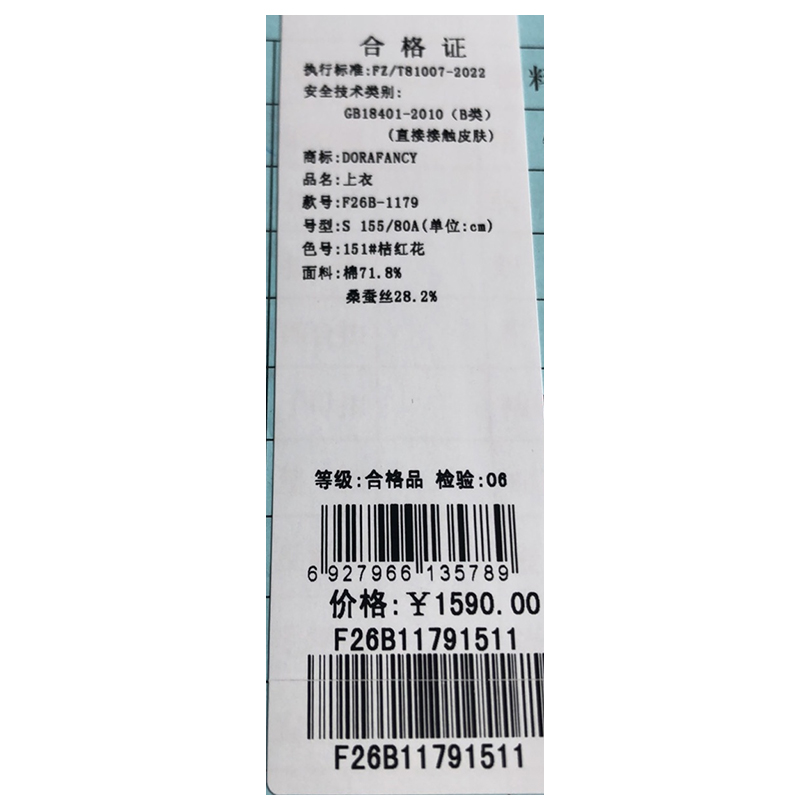 合格证
执行标准:FZ/T81007-2022
安全技术类别:
GB18401-2010（B类）
(直接接触皮肤)
商标:DORAFANCY
品名:上衣
款号:F26B-1179
号型:S 155/80A(单位:cm)
色号:151#桔红花
面料:棉71.8%
桑蚕丝28.2%
等级:合格品 检验:06
6 927966 135789
价格:￥1590.00
F26B11791511
F26B11791511